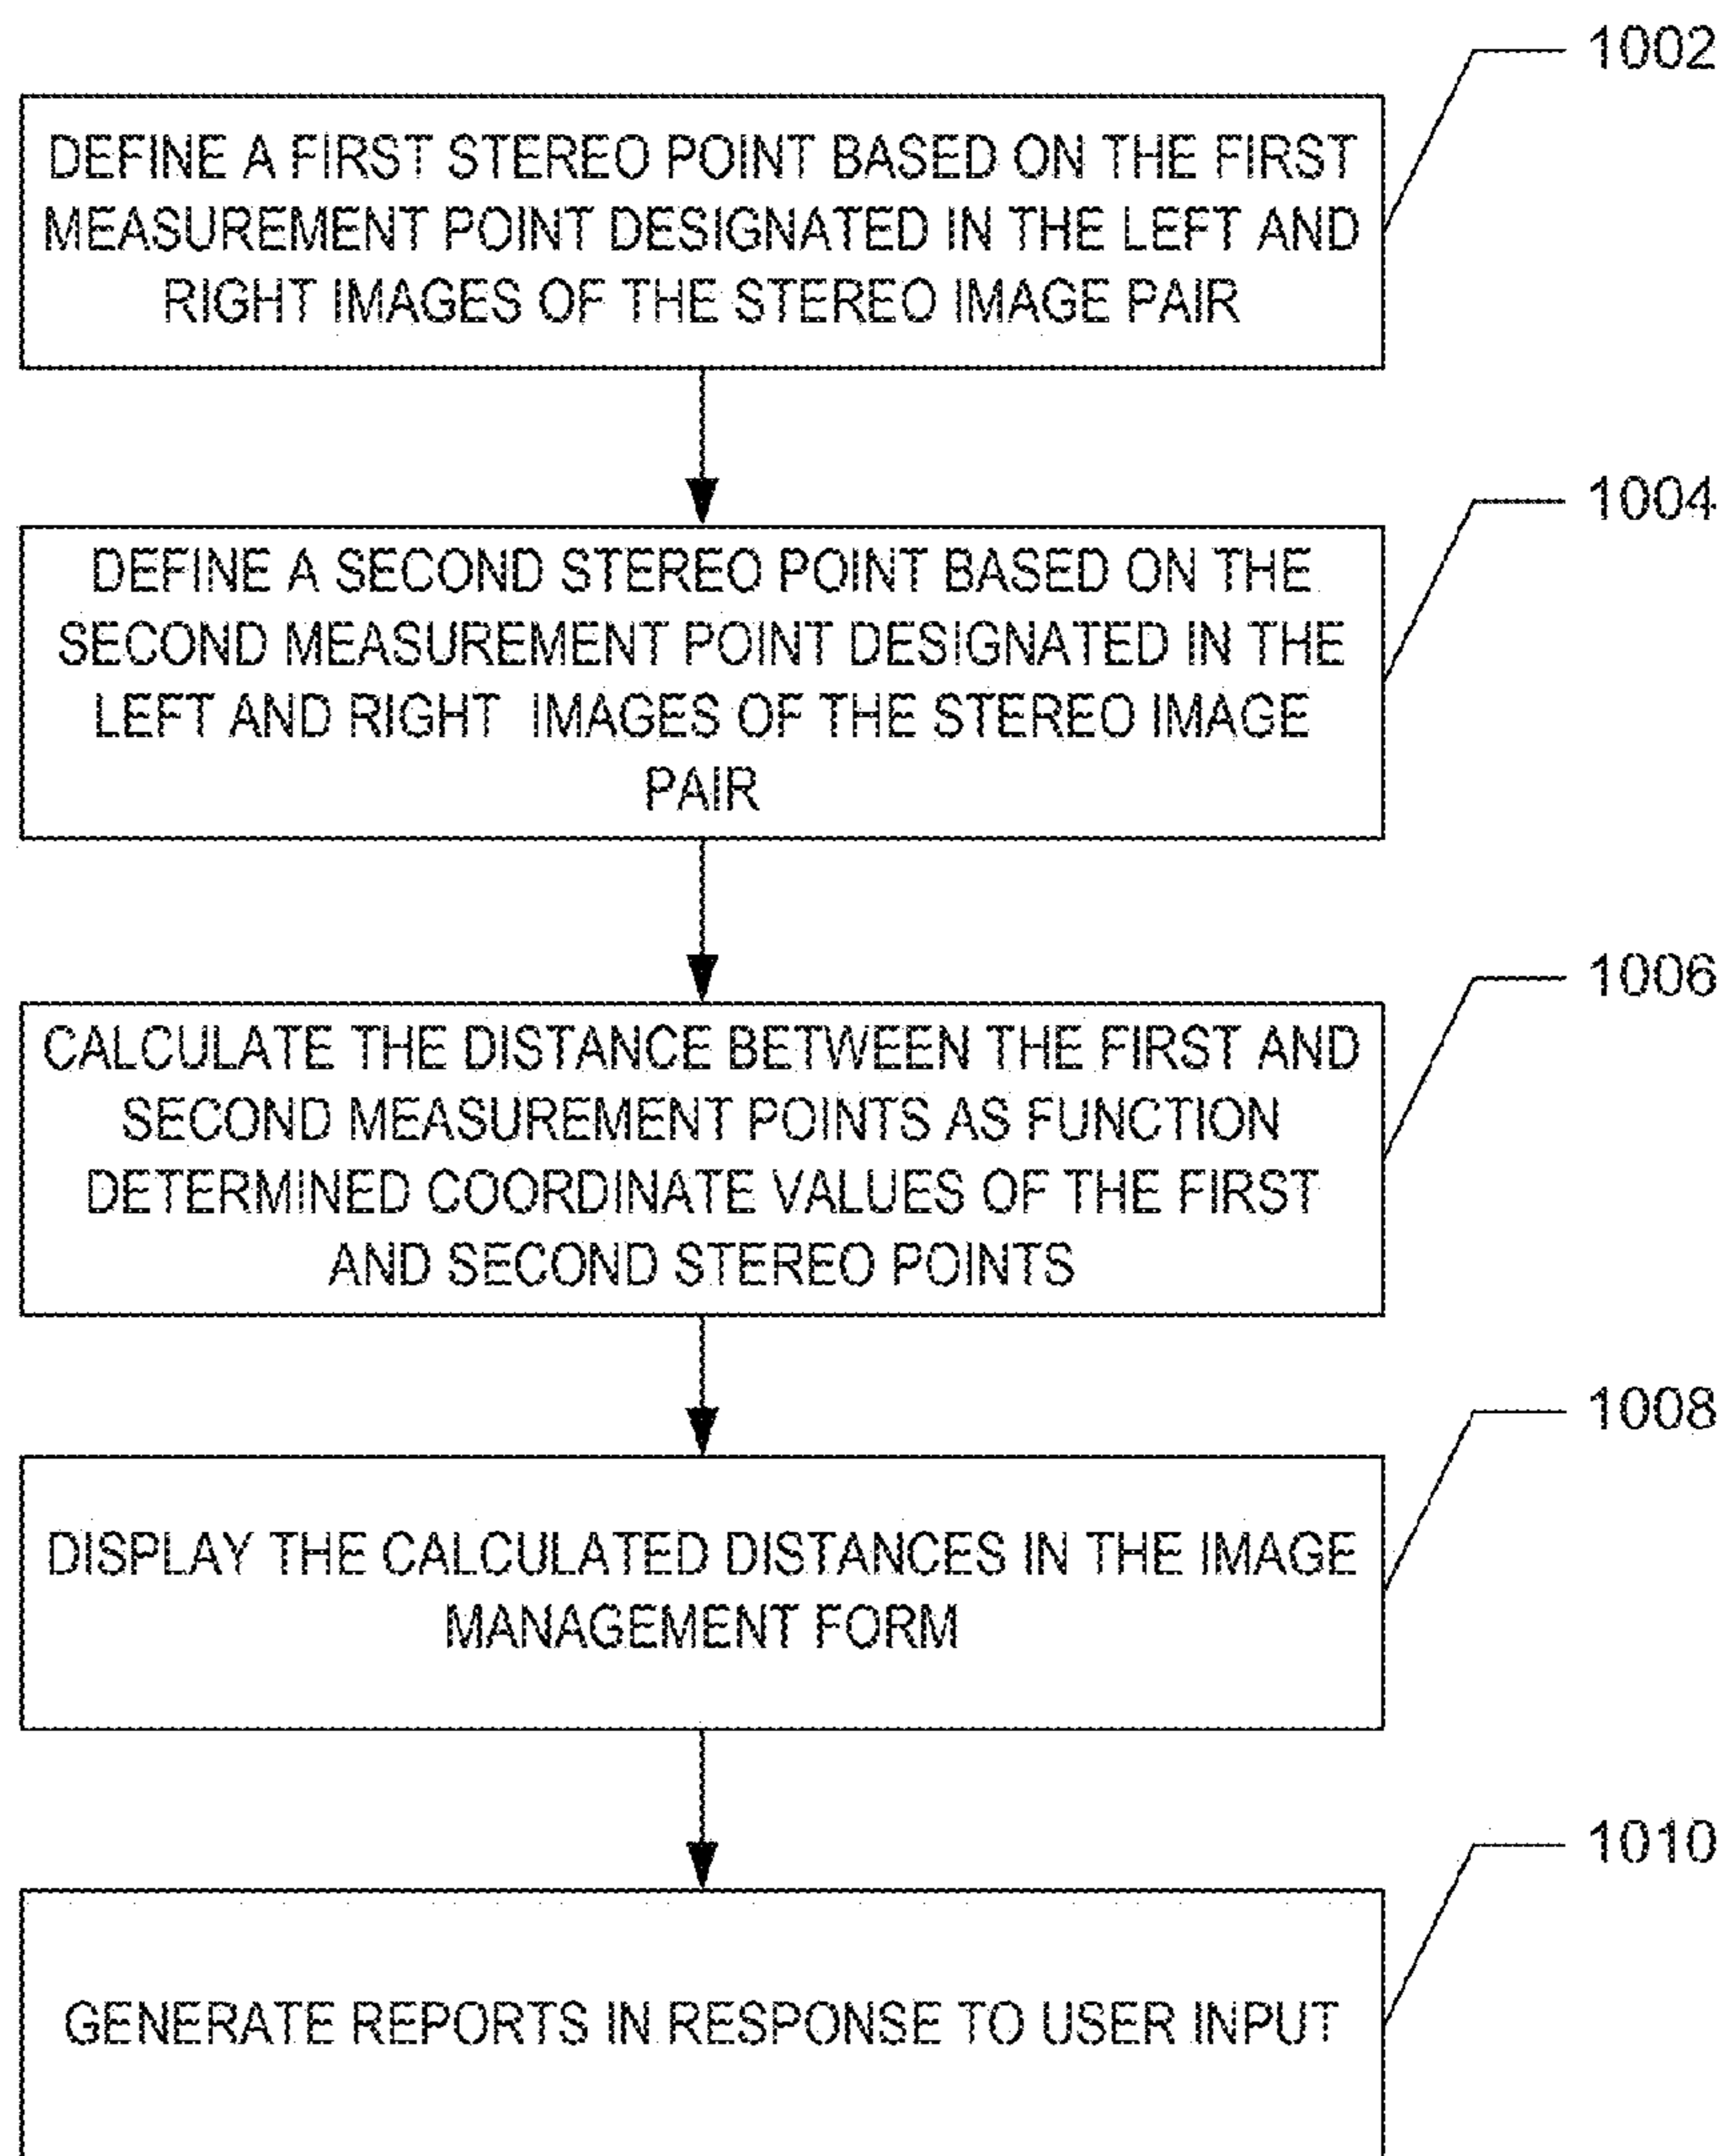 1002
DEFINE A FIRST STEREO POINT BASED ON THE FIRST
MEASUREMENT POINT DESIGNATED IN THE LEFT AND
RIGHT IMAGES OF THE STEREO IMAGE PAIR
1004
DEFINE A SECOND STEREO POINT BASED ON THE
SECOND MEASUREMENT POINT DESIGNATED IN THE
LEFT AND RIGHT IMAGES OF THE STEREO IMAGE
PAIR
1006
CALCULATE THE DISTANCE BETWEEN THE FIRST AND
SECOND MEASUREMENT POINTS AS FUNCTION
DETERMINED COORDINATE VALUES OF THE FIRST
AND SECOND STEREO POINTS
1008
DISPLAY THE CALCULATED DISTANCES IN THE IMAGE
MANAGEMENT FORM
1010
GENERATE REPORTS IN RESPONSE TO USER INPUT